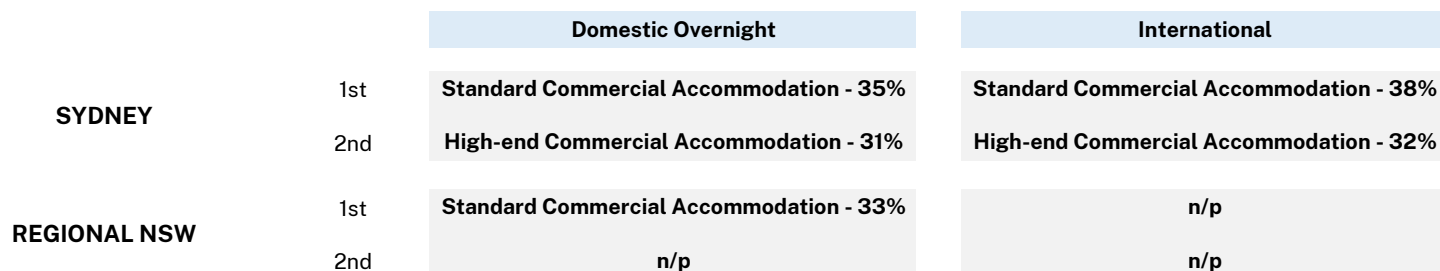 Domestic Overnight International
SYDNEY
1st Standard Commercial Accommodation - 35% Standard Commercial Accommodation - 38%
2nd High-end Commercial Accommodation - 31% High-end Commercial Accommodation - 32%
REGIONAL NSW
1st Standard Commercial Accommodation - 33% n/p
2nd n/p n/p